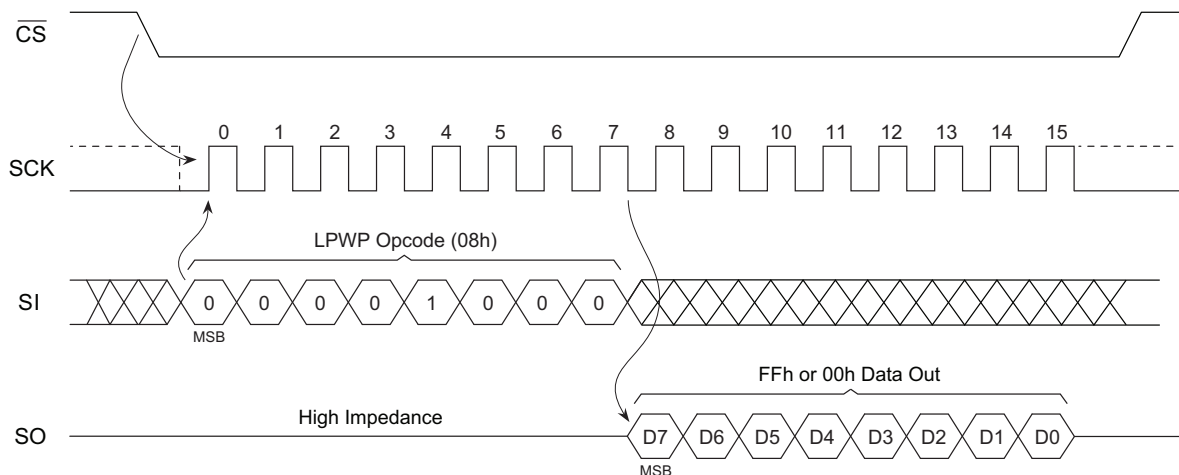 CS
SCK
0 1 2 3 4 5 6 7 8 9 10 11 12 13 14 15
LPWP Opcode (08h)
SI
0 0 0 0 1 0 0 0
MSB
FFh or 00h Data Out
SO
High Impedance
D7 D6 D5 D4 D3 D2 D1 D0
MSB